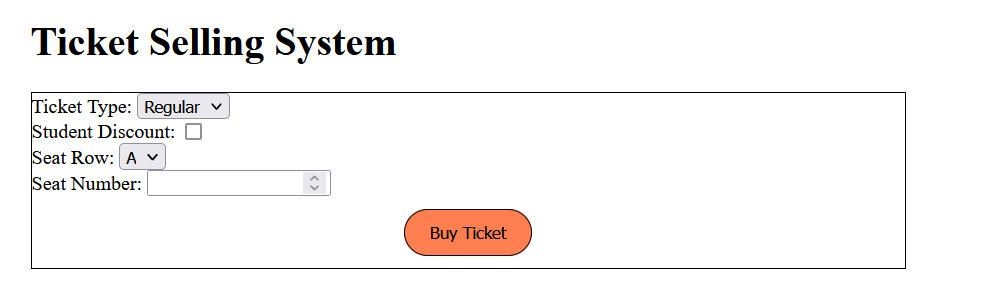 Ticket Selling System
Ticket Type: Regular
Student Discount:
Seat Row: A
Seat Number:
Buy Ticket